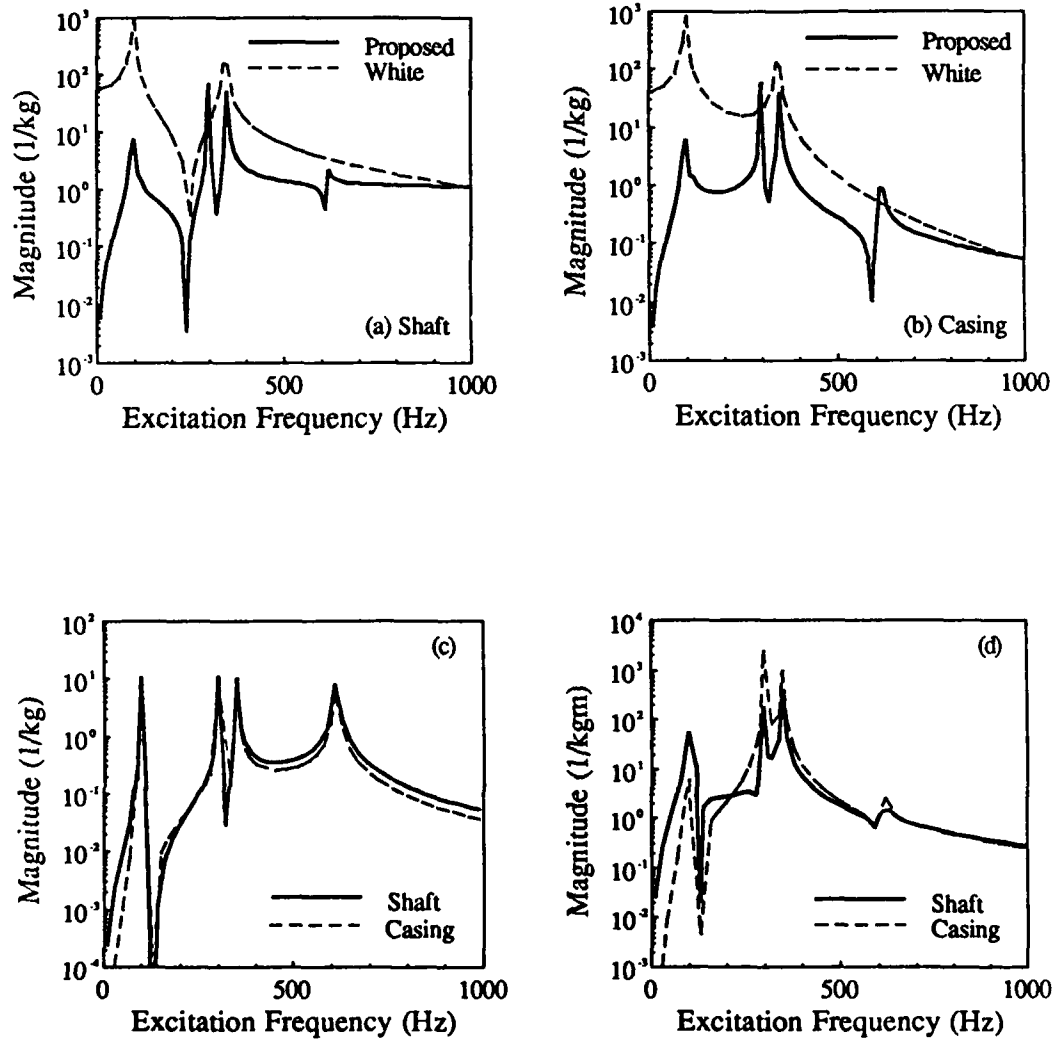 10³
10²
10¹
10⁰
10⁻¹
10⁻²
10⁻³
Magnitude (1/kg)
Proposed
White
(a) Shaft
0 500 1000
Excitation Frequency (Hz)
10³
10²
10¹
10⁰
10⁻¹
10⁻²
10⁻³
Magnitude (1/kg)
Proposed
White
(b) Casing
0 500 1000
Excitation Frequency (Hz)
10²
10¹
10⁰
10⁻¹
10⁻²
10⁻³
10⁻⁴
Magnitude (1/kg)
(c)
Shaft
Casing
0 500 1000
Excitation Frequency (Hz)
10⁴
10³
10²
10¹
10⁰
10⁻¹
10⁻²
10⁻³
Magnitude (1/kgm)
(d)
Shaft
Casing
0 500 1000
Excitation Frequency (Hz)